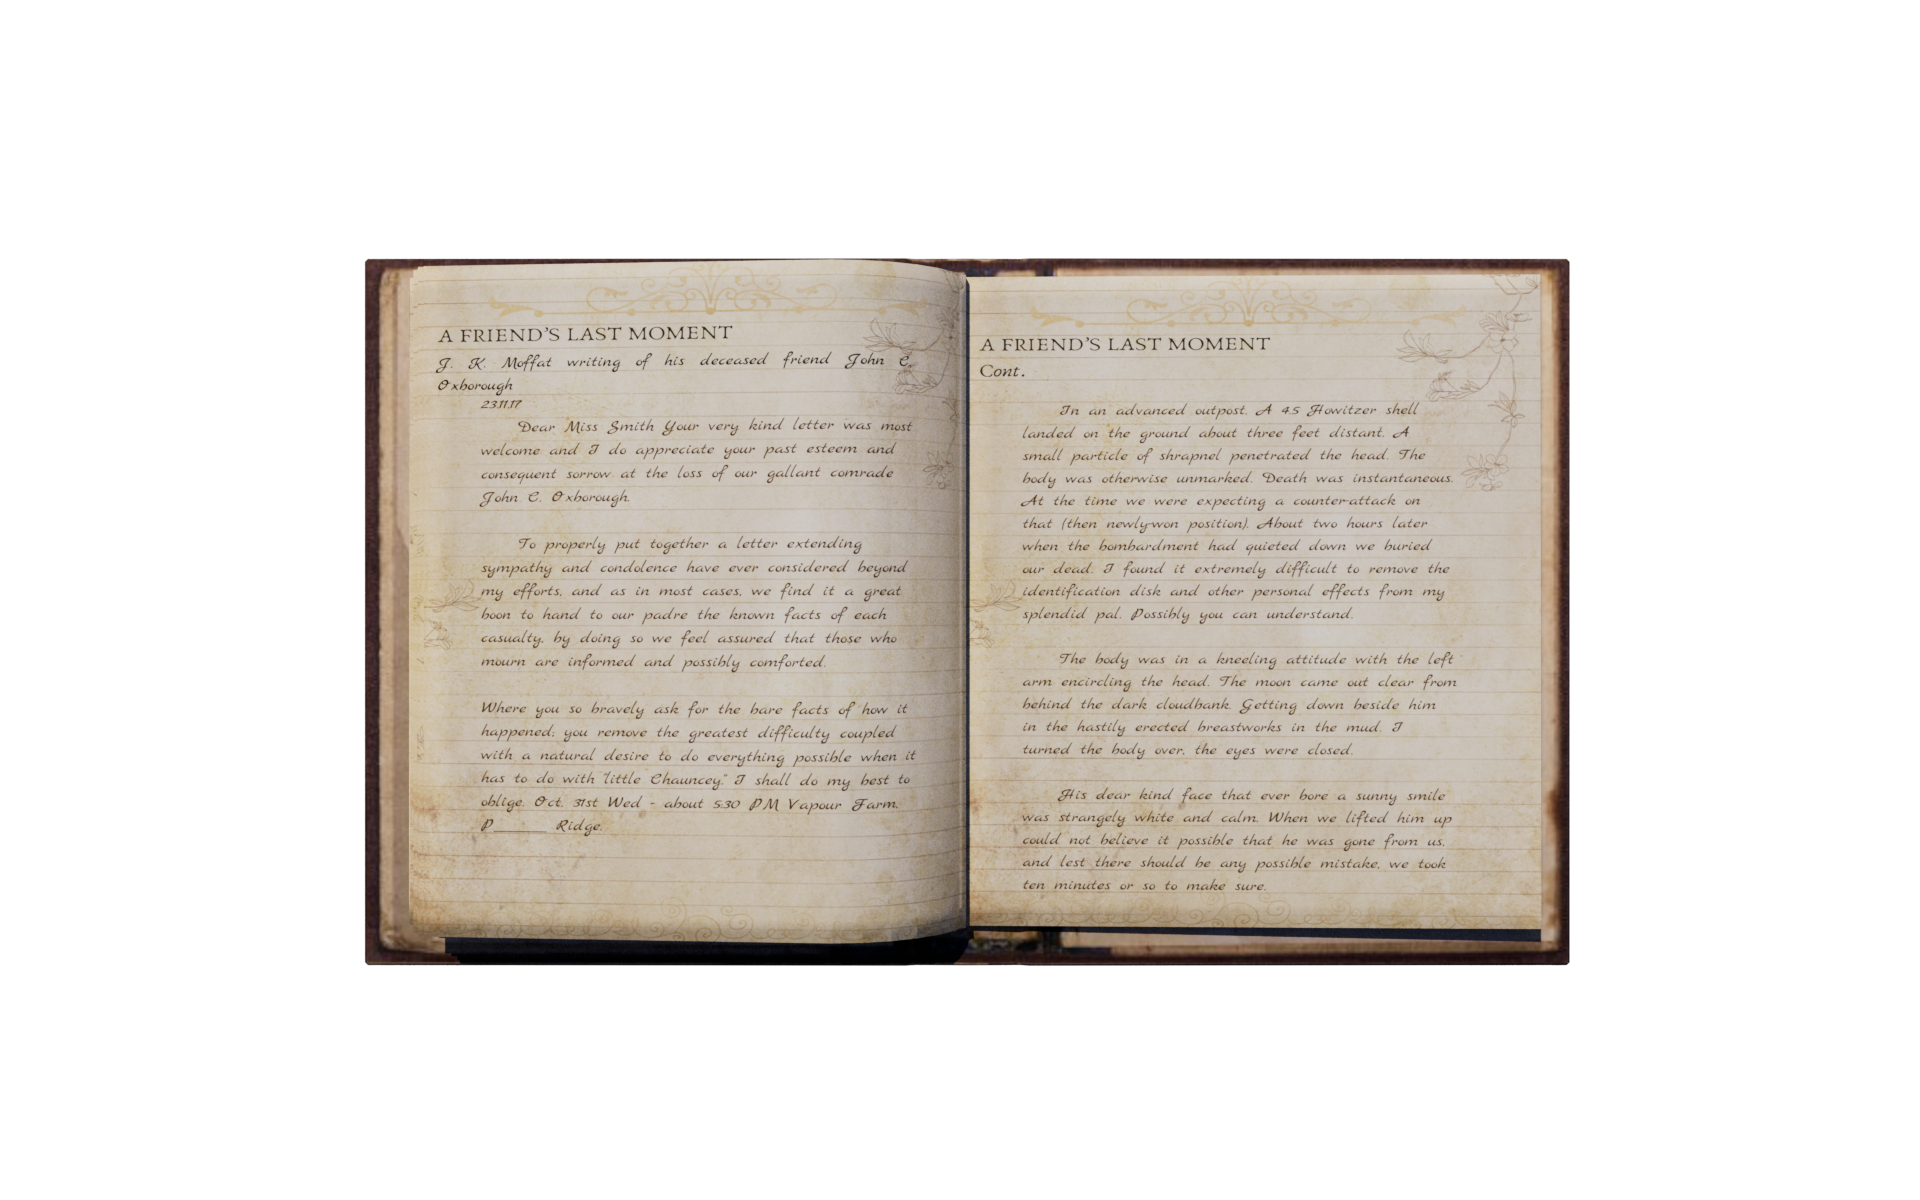 A FRIEND'S LAST MOMENT
J. K. Moffat writing of his deceased friend John C.
Oxborough
23.11.17
Dear Miss Smith Your very kind letter was most
welcome and I do appreciate your past esteem and
consequent sorrow at the loss of our gallant comrade
John C. Oxborough.
To properly put together a letter extending
sympathy and condolence have ever considered beyond
my efforts, and as in most cases, we find it a great
boon to hand to our padre the known facts of each
casualty, by doing so we feel assured that those who
mourn are informed and possibly comforted.
Where you so bravely ask for the bare facts of how it
happened; you remove the greatest difficulty coupled
with a natural desire to do everything possible when it
has to do with "little Chauncey." I shall do my best to
oblige. Oct. 31st Wed - about 5:30 P.M. Vapour Farm,
P______ Ridge.
A FRIEND'S LAST MOMENT
Cont.
In an advanced outpost. A 4.5 Howitzer shell
landed on the ground about three feet distant. A
small particle of shrapnel penetrated the head. The
body was otherwise unmarked. Death was instantaneous.
At the time we were expecting a counter-attack on
that (then newly-won position). About two hours later
when the bombardment had quieted down we buried
our dead. I found it extremely difficult to remove the
identification disk and other personal effects from my
splendid pal. Possibly you can understand.
The body was in a kneeling attitude with the left
arm encircling the head. The moon came out clear from
behind the dark cloudbank. Getting down beside him
in the hastily erected breastworks in the mud. I
turned the body over, the eyes were closed.
His dear kind face that ever bore a sunny smile
was strangely white and calm. When we lifted him up
could not believe it possible that he was gone from us,
and lest there should be any possible mistake, we took
ten minutes or so to make sure.